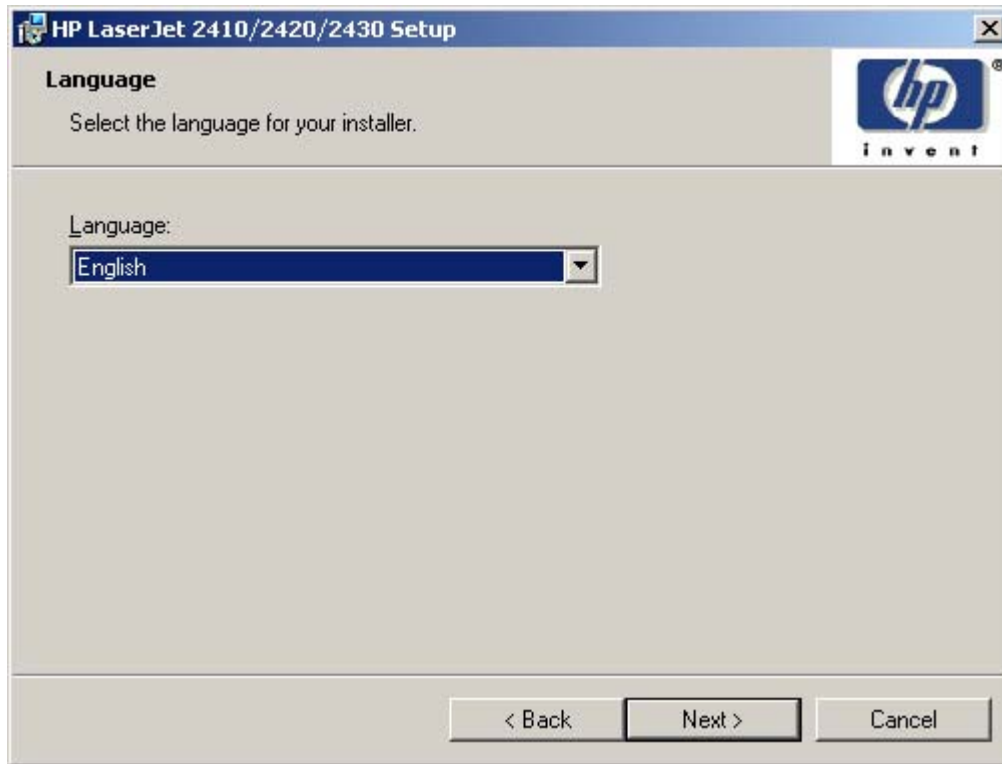 HP LaserJet 2410/2420/2430 Setup
Language
Select the language for your installer.
hp
®
invent
Language:
English
< Back
Next >
Cancel